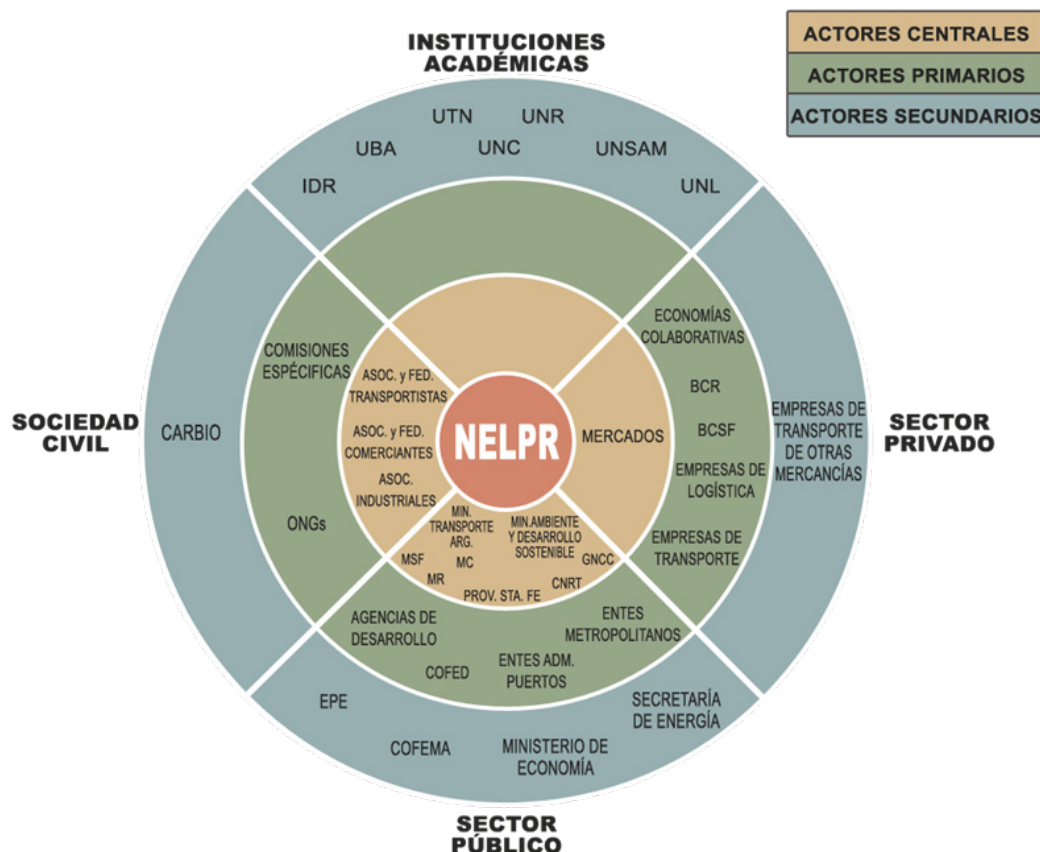 INSTITUCIONES
ACADÉMICAS
ACTORES CENTRALES
ACTORES PRIMARIOS
ACTORES SECUNDARIOS
UTN
UNR
UBA
UNC
UNSAM
IDR
UNL
SOCIEDAD
CIVIL
CARBIO
COMISIONES
ESPÉCIFICAS
ONGs
ASOC. y FED.
TRANSPORTISTAS
ASOC. y FED.
COMERCIANTES
ASOC.
INDUSTRIALES
NELPR
MERCADOS
ECONOMÍAS
COLABORATIVAS
BCR
BCSF
EMPRESAS DE
LOGÍSTICA
EMPRESAS DE
TRANSPORTE
EMPRESAS DE
TRANSPORTE
DE OTRAS
MERCANCÍAS
SECTOR
PRIVADO
MIN.
TRANSPORTE
ARG.
MIN.AMBIENTE
Y DESARROLLO
SOSTENIBLE
MSF
MC
GNCC
MR
CNRT
PROV. STA. FE
AGENCIAS DE
DESARROLLO
COFED
ENTES ADM.
PUERTOS
ENTES
METROPOLITANOS
EPE
COFEMA
MINISTERIO DE
ECONOMÍA
SECRETARÍA
DE ENERGÍA
SECTOR
PÚBLICO